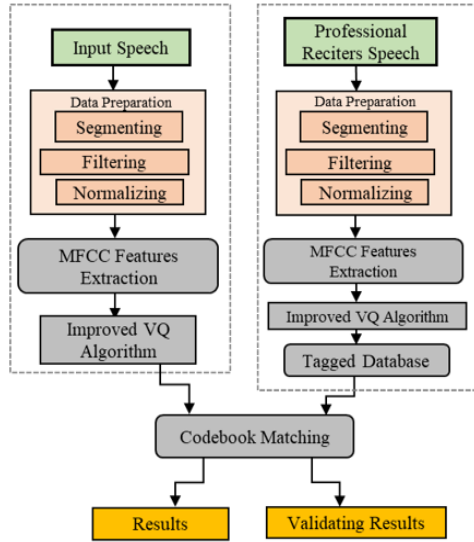 Input Speech
Data Preparation
Segmenting
Filtering
Normalizing
MFCC Features
Extraction
Improved VQ
Algorithm
Professional
Reciters Speech
Data Preparation
Segmenting
Filtering
Normalizing
MFCC Features
Extraction
Improved VQ Algorithm
Tagged Database
Codebook Matching
Results
Validating Results